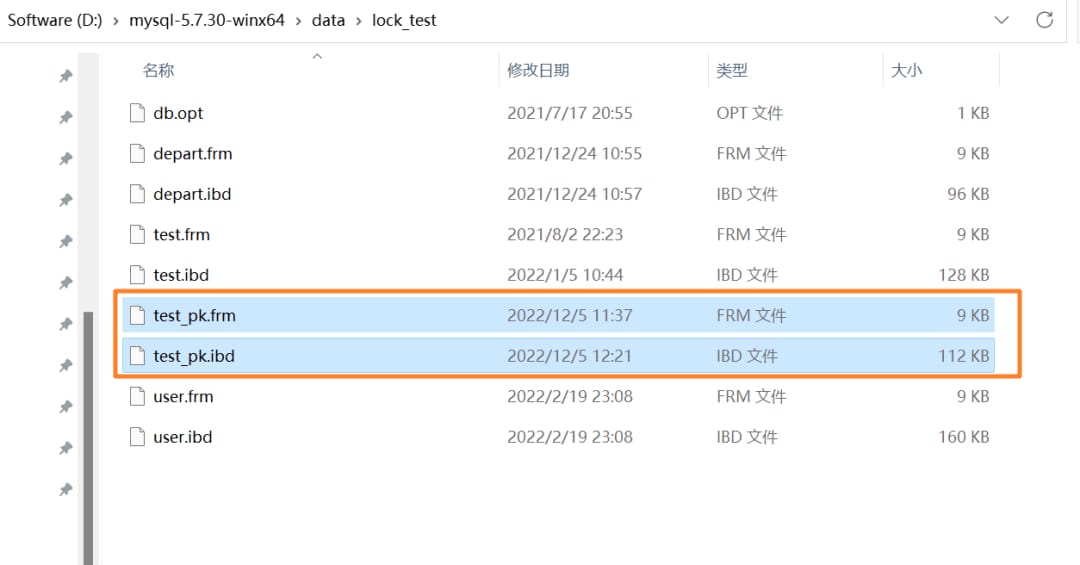 Software (D:) › mysql-5.7.30-winx64 › data › lock_test
名称 修改日期 类型 大小
db.opt 2021/7/17 20:55 OPT 文件 1 KB
depart.frm 2021/12/24 10:55 FRM 文件 9 KB
depart.ibd 2021/12/24 10:57 IBD 文件 96 KB
test.frm 2021/8/2 22:23 FRM 文件 9 KB
test.ibd 2022/1/5 10:44 IBD 文件 128 KB
test_pk.frm 2022/12/5 11:37 FRM 文件 9 KB
test_pk.ibd 2022/12/5 12:21 IBD 文件 112 KB
user.frm 2022/2/19 23:08 FRM 文件 9 KB
user.ibd 2022/2/19 23:08 IBD 文件 160 KB